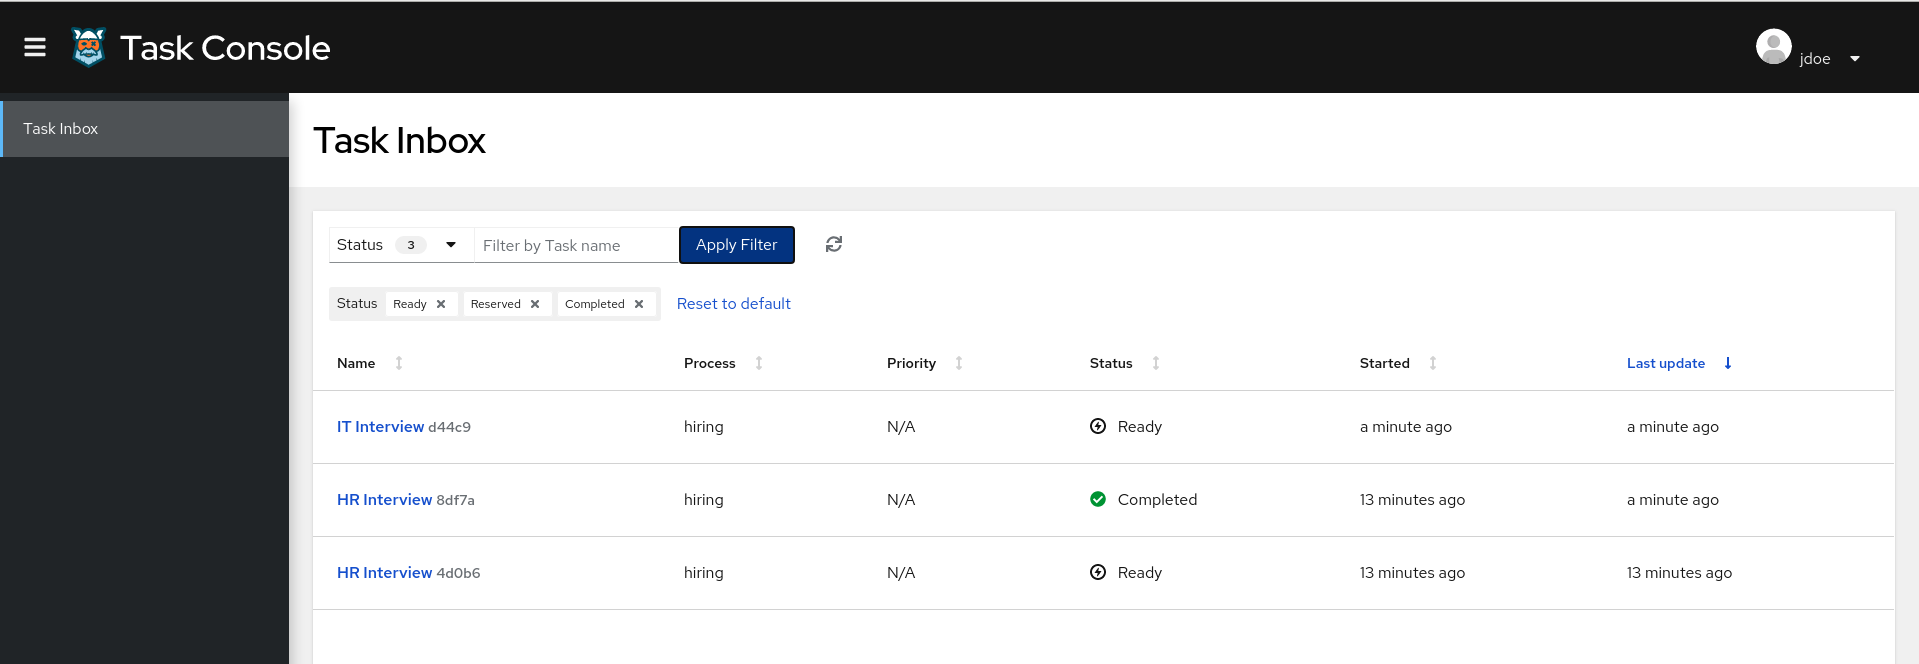 Task Console
jdoe
Task Inbox
Task Inbox
Status 3 Filter by Task name Apply Filter
Status Ready Reserved Completed Reset to default
Name Process Priority Status Started Last update
IT Interview d44c9 hiring N/A Ready a minute ago a minute ago
HR Interview 8df7a hiring N/A Completed 13 minutes ago a minute ago
HR Interview 4d0b6 hiring N/A Ready 13 minutes ago 13 minutes ago